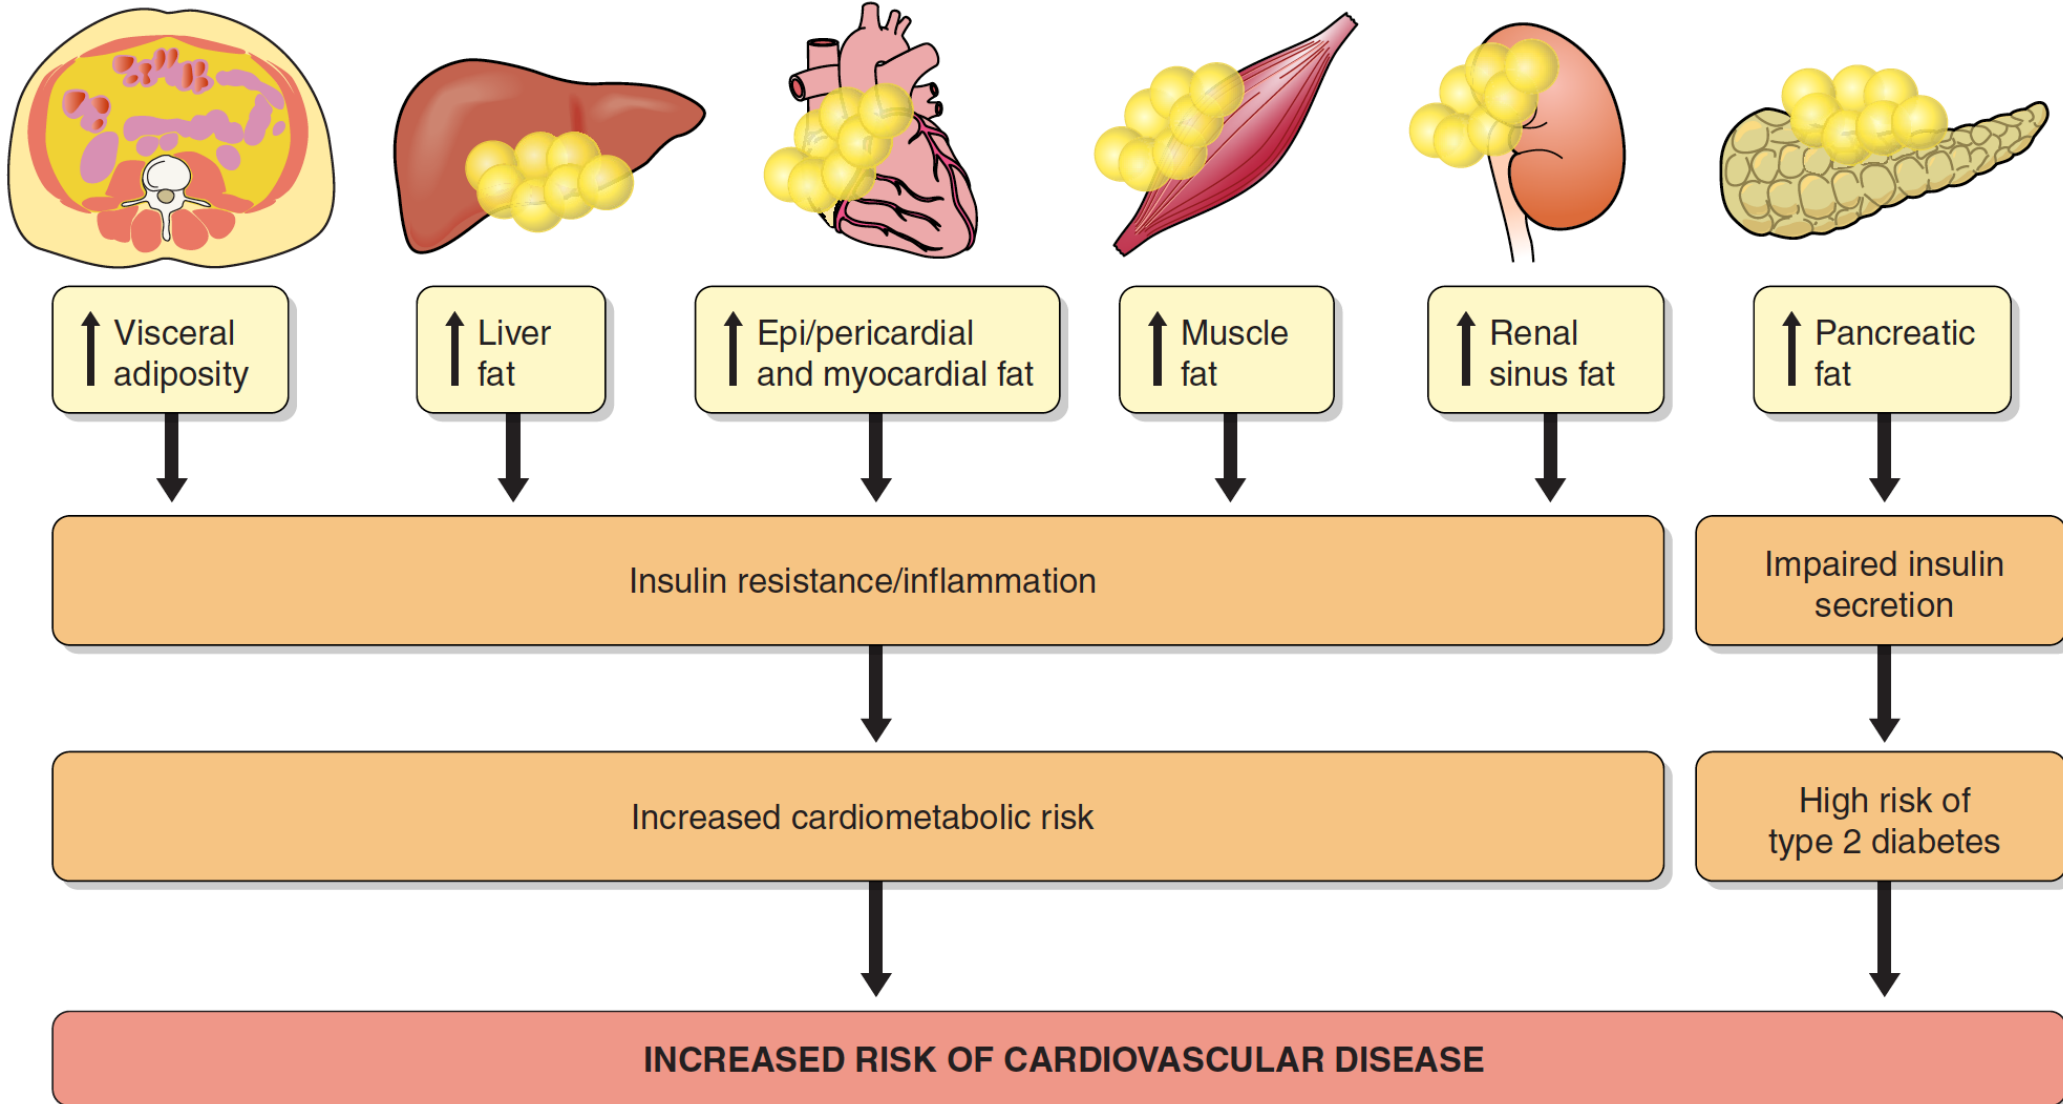 Visceral
adiposity
Liver
fat
Epi/pericardial
and myocardial fat
Muscle
fat
Renal
sinus fat
Pancreatic
fat
Insulin resistance/inflammation
Impaired insulin
secretion
Increased cardiometabolic risk
High risk of
type 2 diabetes
INCREASED RISK OF CARDIOVASCULAR DISEASE